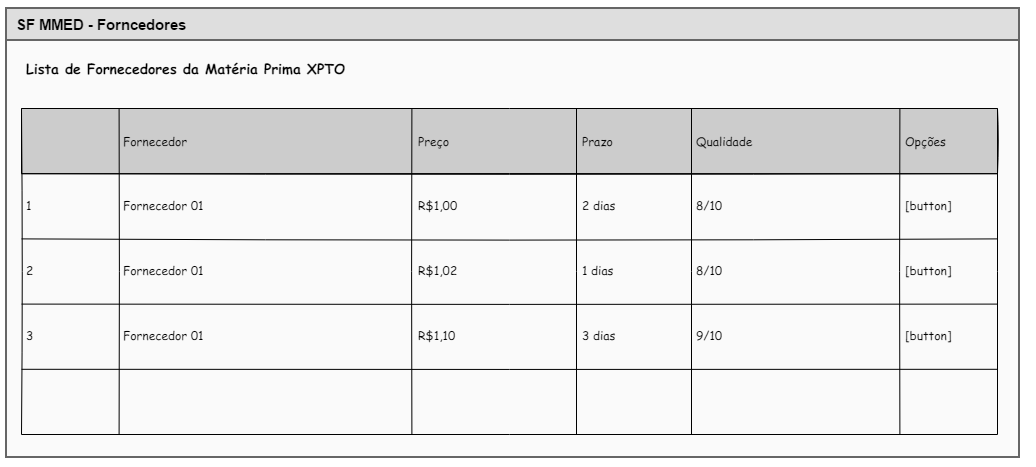 SF MMED - Forncedores
Lista de Fornecedores da Matéria Prima XPTO
Fornecedor Preço Prazo Qualidade Opções
1 Fornecedor 01 R$1,00 2 dias 8/10 [button]
2 Fornecedor 01 R$1,02 1 dias 8/10 [button]
3 Fornecedor 01 R$1,10 3 dias 9/10 [button]